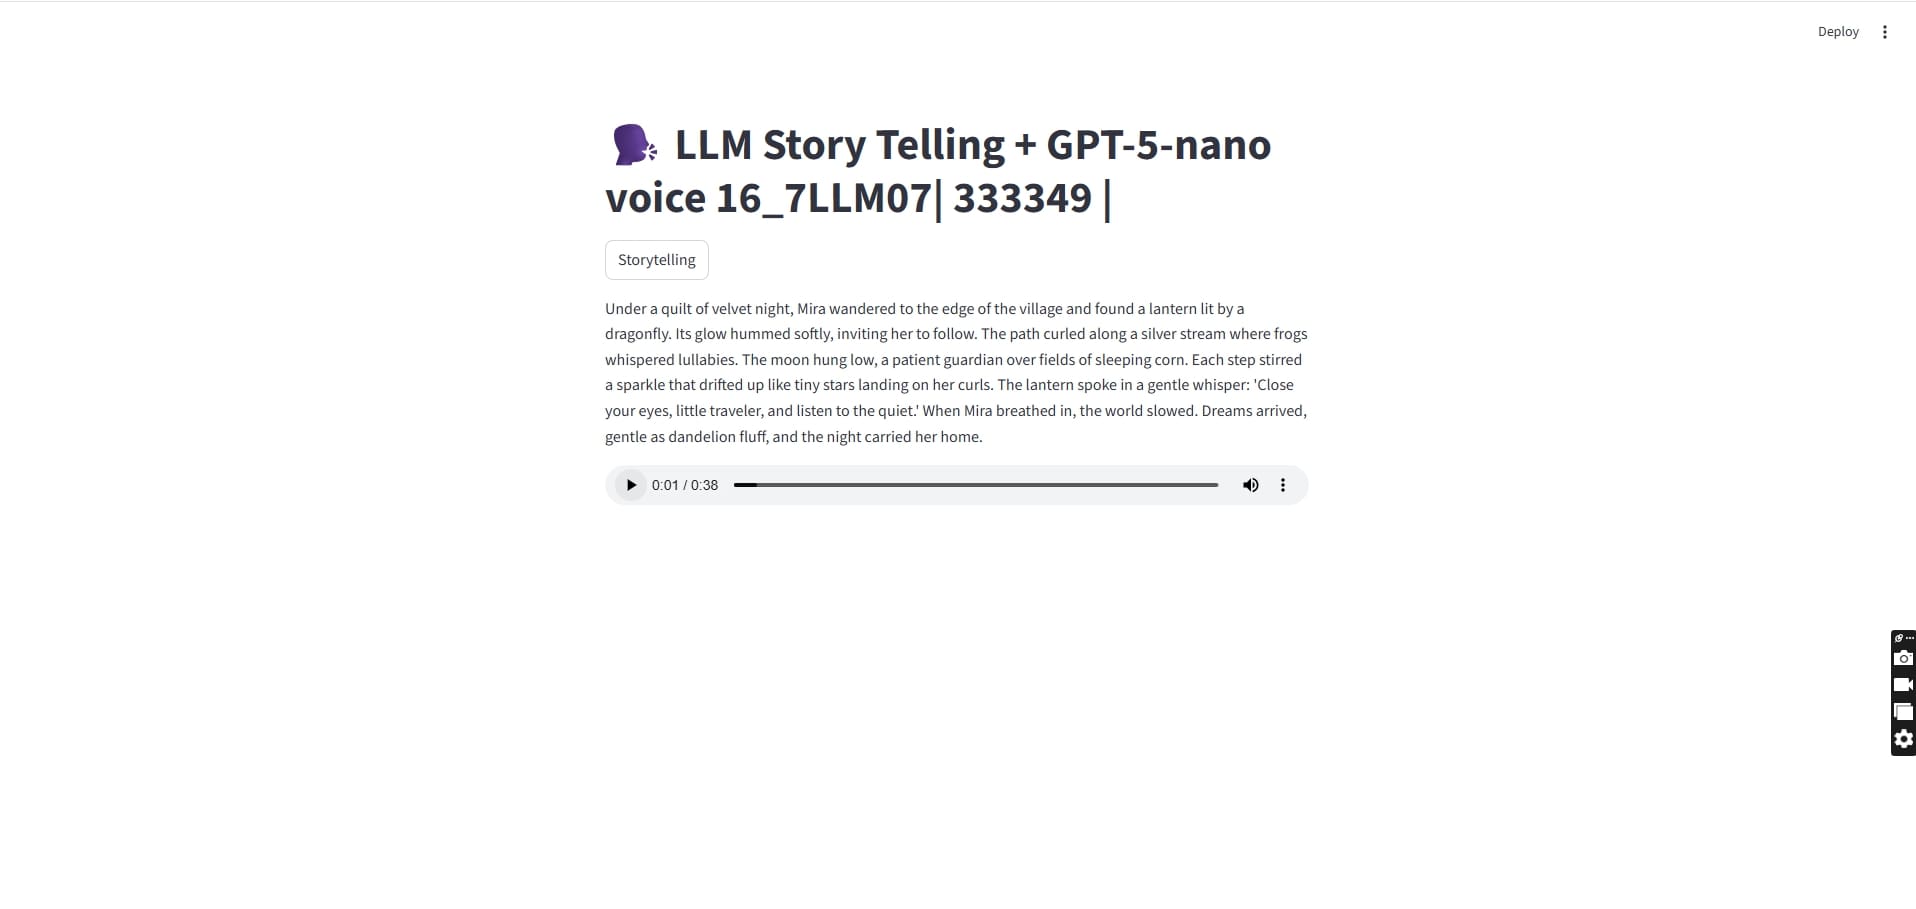 Deploy
LLM Story Telling + GPT-5-nano
voice 16_7LLM07| 333349 |
Storytelling
Under a quilt of velvet night, Mira wandered to the edge of the village and found a lantern lit by a
dragonfly. Its glow hummed softly, inviting her to follow. The path curled along a silver stream where frogs
whispered lullabies. The moon hung low, a patient guardian over fields of sleeping corn. Each step stirred
a sparkle that drifted up like tiny stars landing on her curls. The lantern spoke in a gentle whisper: 'Close
your eyes, little traveler, and listen to the quiet.' When Mira breathed in, the world slowed. Dreams arrived,
gentle as dandelion fluff, and the night carried her home.
0:01 / 0:38